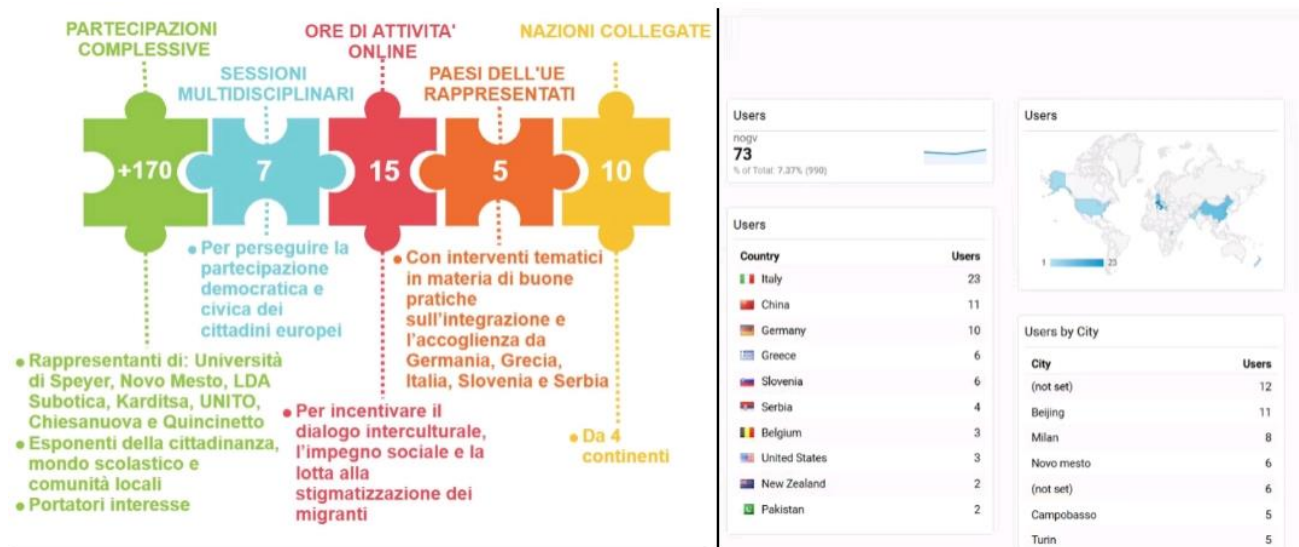 PARTECIPAZIONI
COMPLESSIVE
ORE DI ATTIVITA'
ONLINE
NAZIONI COLLEGATE
SESSIONI
MULTIDISCIPLINARI
PAESI DELL'UE
RAPPRESENTATI
+170
7
15
5
10
• Per perseguire la
partecipazione
democratica e
civica dei
cittadini europei
• Con interventi tematici
in materia di buone
pratiche
sull'integrazione e
l'accoglienza da
Germania, Grecia,
Italia, Slovenia e Serbia
• Rappresentanti di: Università
di Speyer, Novo Mesto, LDA
Subotica, Karditsa, UNITO,
Chiesanuova e Quincinetto
• Esponenti della cittadinanza,
mondo scolastico e
comunità locali
• Portatori interesse
• Per incentivare il
dialogo interculturale,
l'impegno sociale e la
lotta alla
stigmatizzazione dei
migranti
• Da 4
continenti
Users
nogv
73
% of Total: 7.37% (990)
Users
Country Users
Italy 23
China 11
Germany 10
Greece 6
Slovenia 6
Serbia 4
Belgium 3
United States 3
New Zealand 2
Pakistan 2
Users
1 23
Users by City
City Users
(not set) 12
Beijing 11
Milan 8
Novo mesto 6
(not set) 6
Campobasso 5
Turin 5